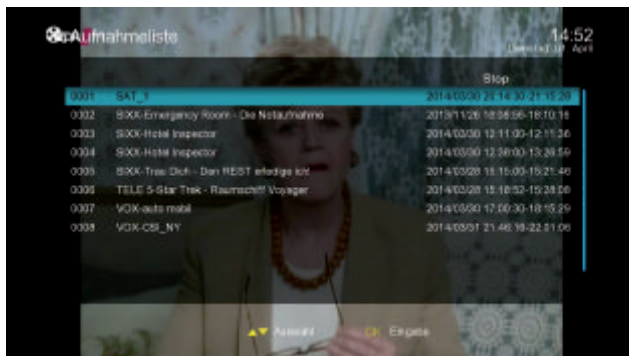 Aufnahmeliste
14:52
April
Stop
0001 SAT_1 2014/03/30 20:14:30-21:15:28
0002 SIXX-Emergency Room - Die Notaufnahme 2013/11/26 18:08:56-18:10:16
0003 SIXX-Hotel Inspector 2014/03/30 12:11:00-12:11:36
0004 SIXX-Hotel Inspector 2014/03/30 12:36:00-13:26:59
0005 SIXX-Trau Dich - Den REST erledige ich! 2014/03/28 15:15:00-15:21:46
0006 TELE 5-Star Trek - Raumschiff Voyager 2014/03/28 15:18:52-15:28:08
0007 VOX-auto mobil 2014/03/30 17:00:30-18:15:29
0008 VOX-CSI_NY 2014/03/31 21:46:16-22:01:06
Auswahl OK Eingabe